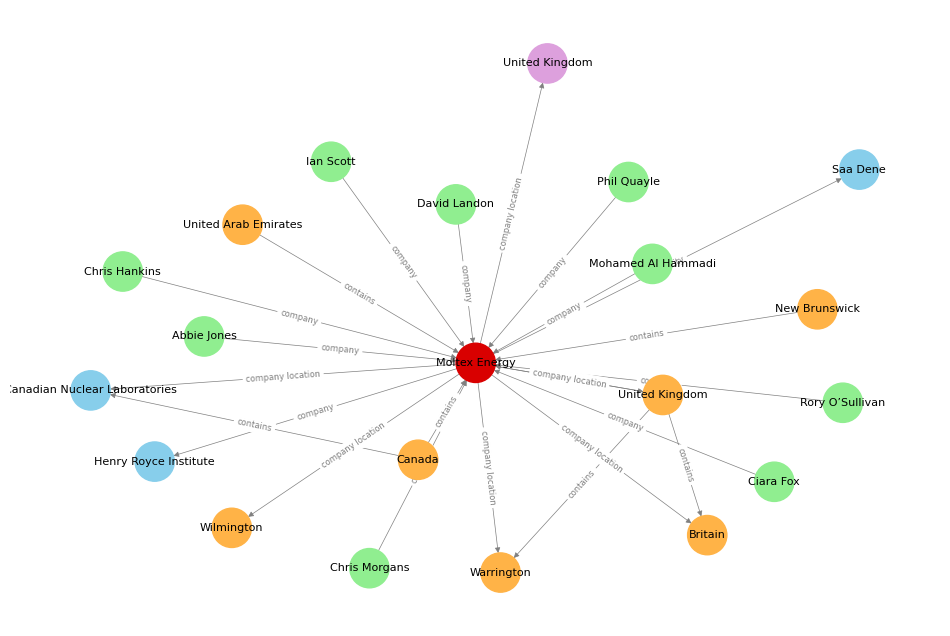 United Kingdom
Ian Scott
Saa Dene
Phil Quayle
David Landon
company location
United Arab Emirates
company
company
company
Mohamed Al Hammadi
Chris Hankins
contains
company
New Brunswick
company
company
contains
Abbie Jones
company
Moltex Energy
company location
company location
Canadian Nuclear Laboratories
United Kingdom
Rory O’Sullivan
company
company
contains
contains
company location
company location
company location
Henry Royce Institute
Canada
contains
contains
Ciara Fox
Wilmington
Britain
Chris Morgans
Warrington